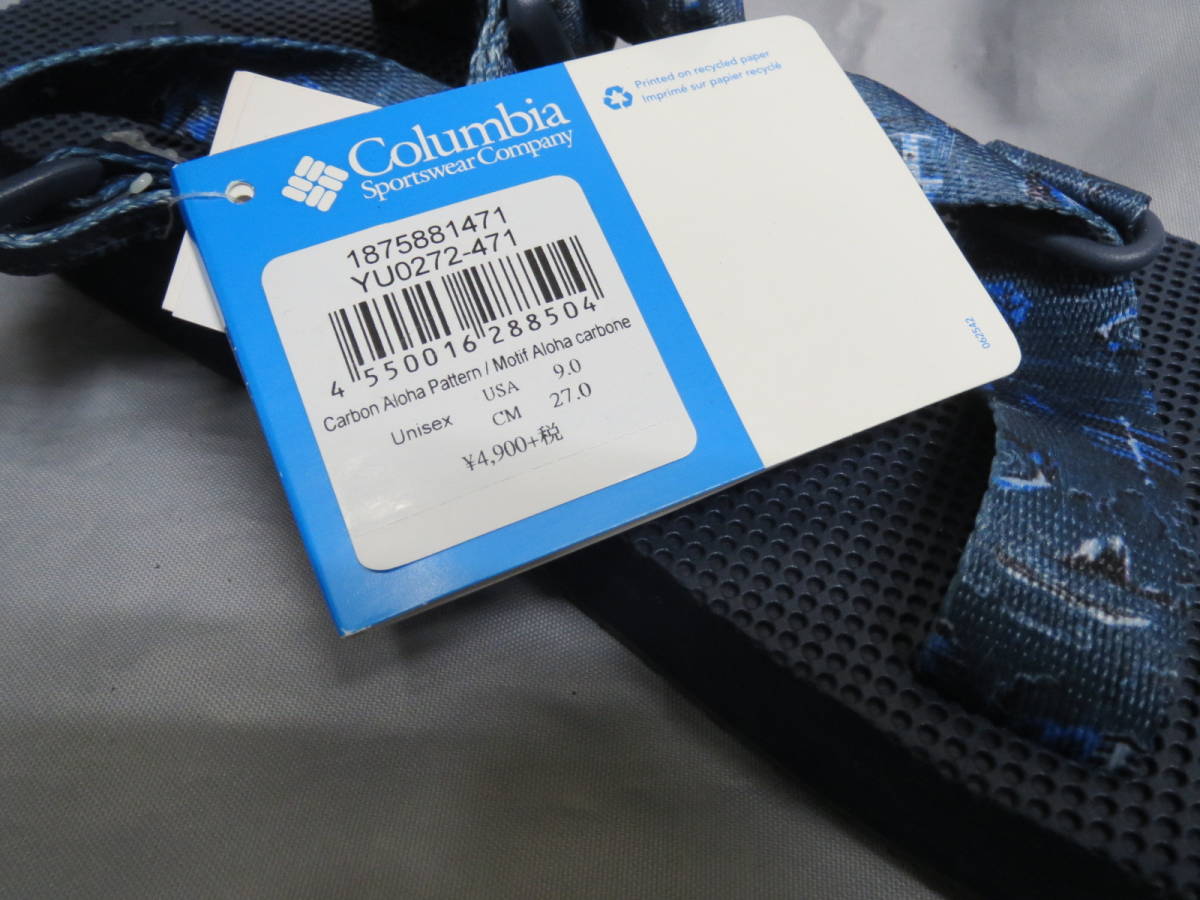 Columbia
Sportswear Company
1875881471
YU0272-471
4 550016 288504
Carbon Aloha Pattern / Motif Aloha carbone
Unisex USA 9.0
CM 27.0
¥4,900+税
Printed on recycled paper
Imprimé sur papier recyclé
062542